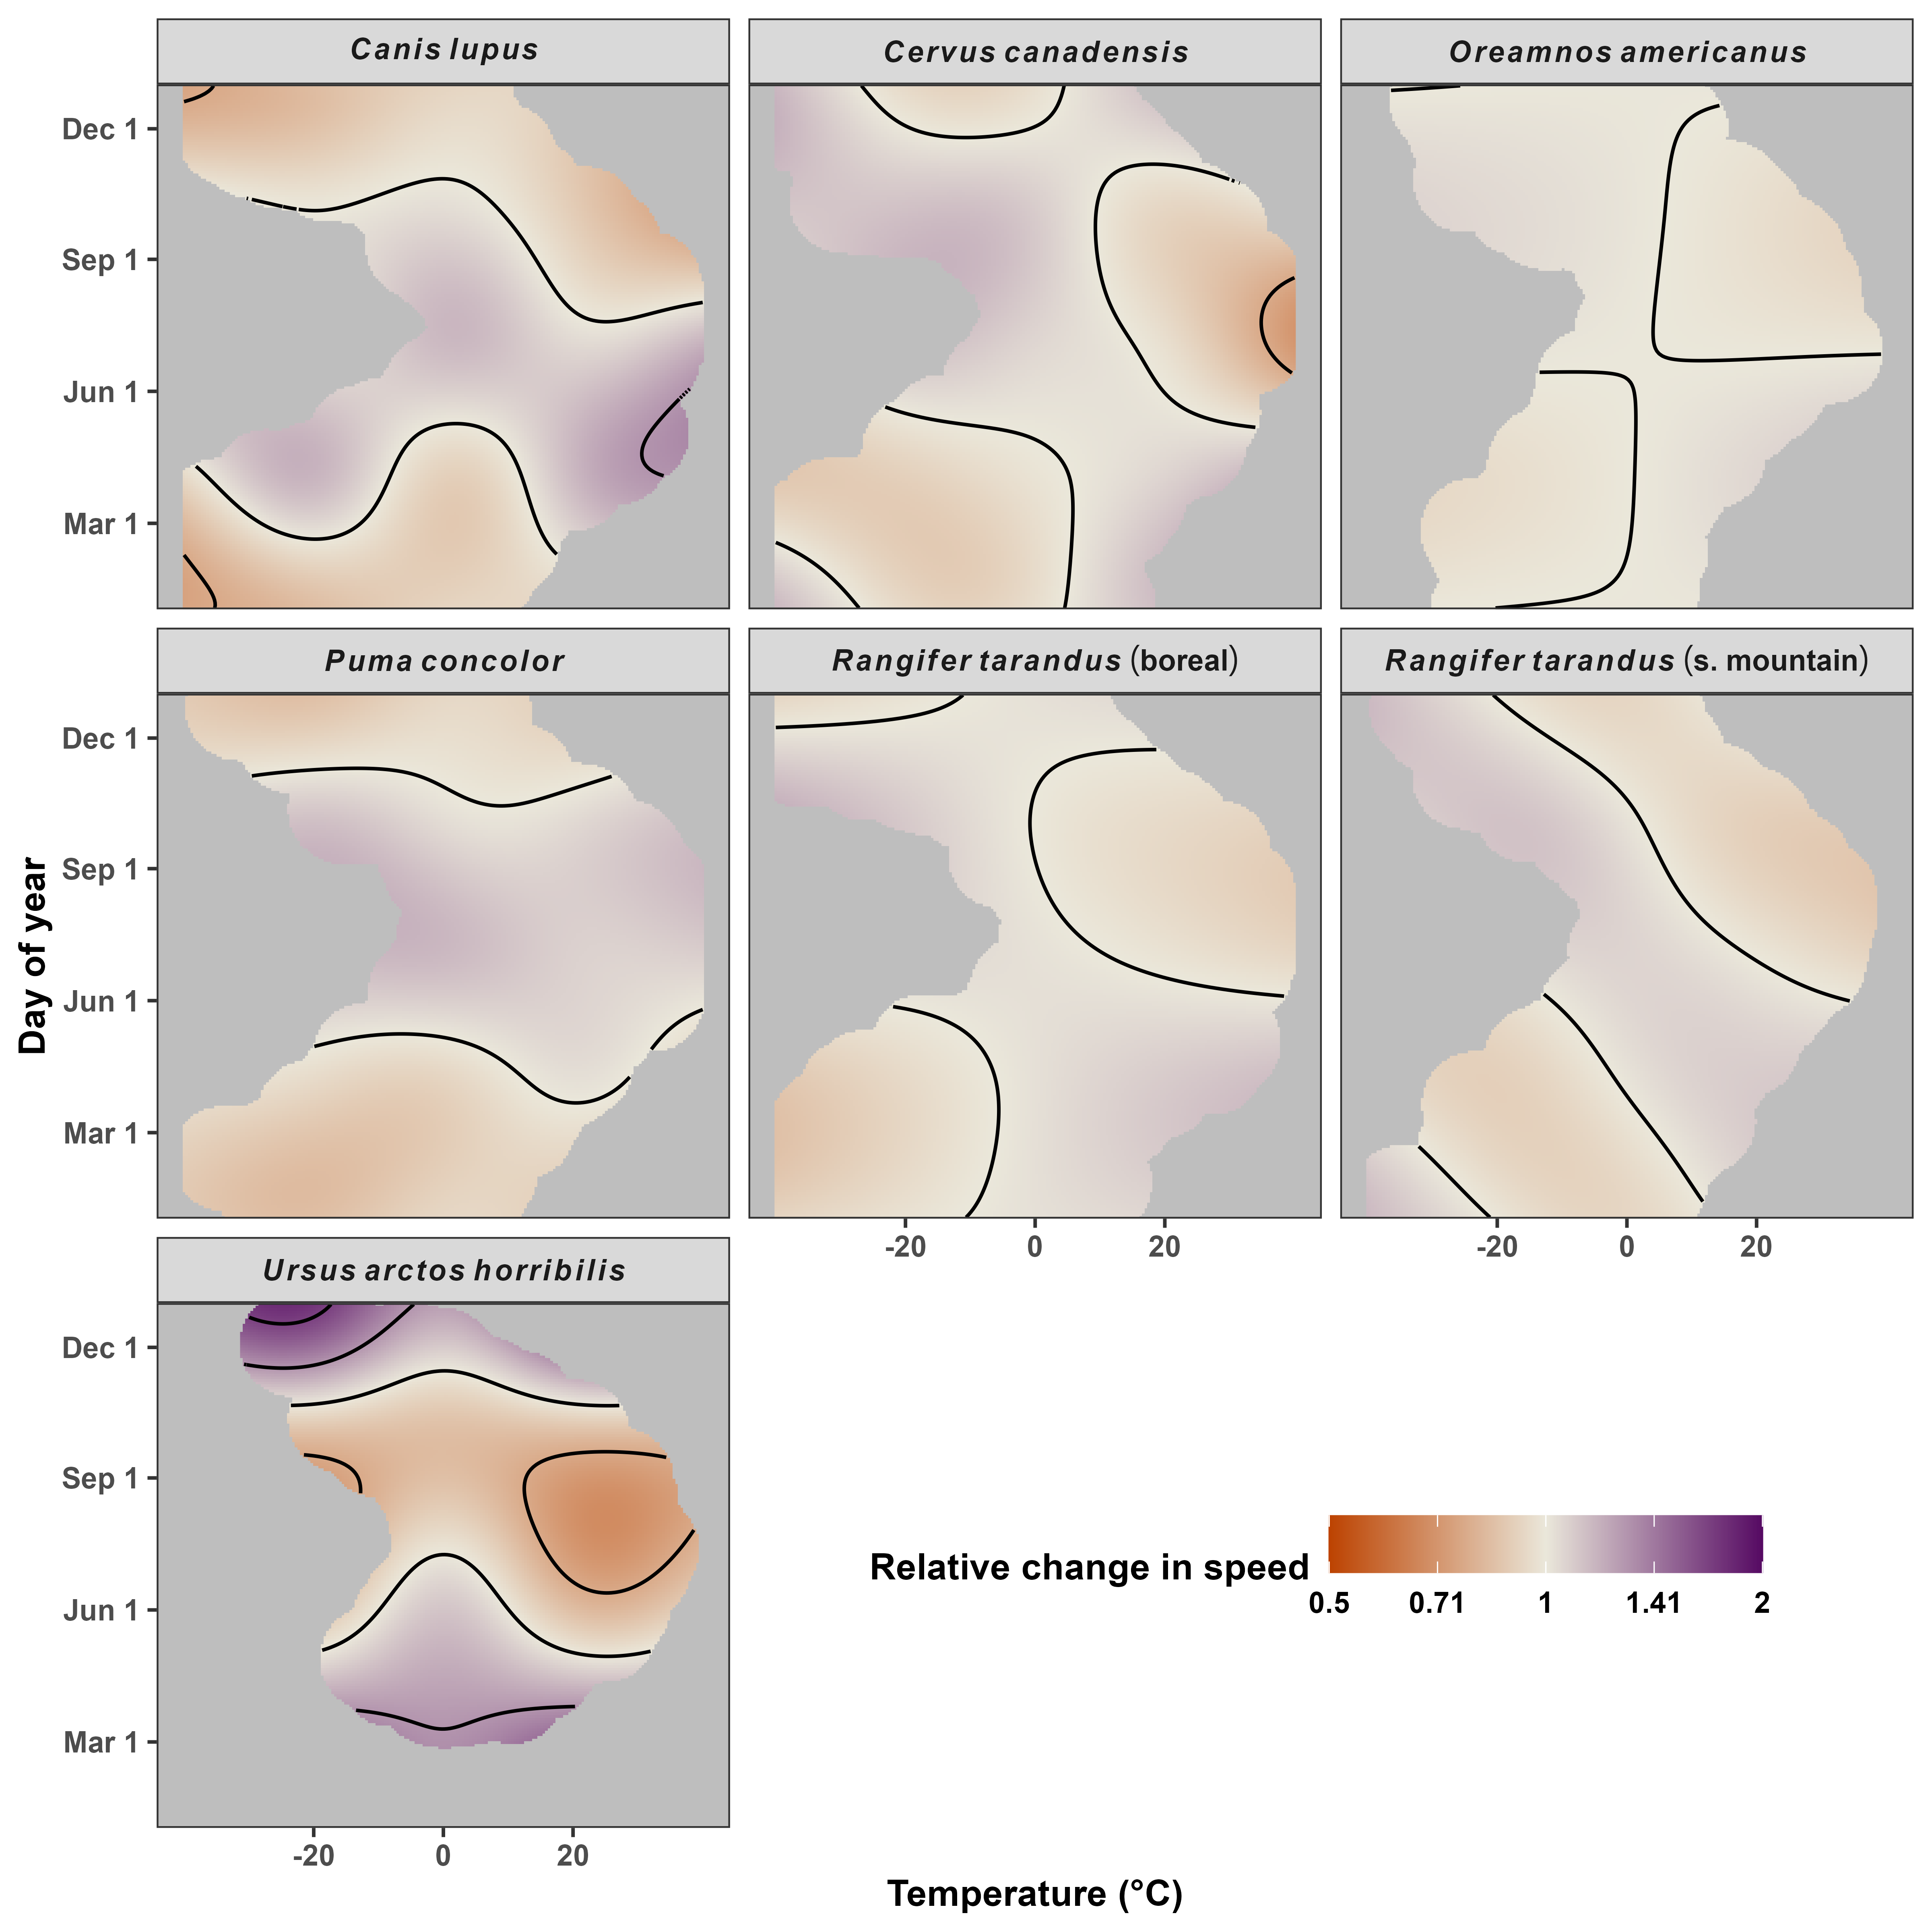 Canis lupus
Cervus canadensis
Oreamnos americanus
Dec 1
Sep 1
Jun 1
Mar 1
Puma concolor
Rangifer tarandus (boreal)
Rangifer tarandus (s. mountain)
Dec 1
Sep 1
Jun 1
Mar 1
Day of year
-20 0 20
-20 0 20
Ursus arctos horribilis
Dec 1
Sep 1
Jun 1
Mar 1
-20 0 20
Relative change in speed
0.5 0.71 1 1.41 2
Temperature (°C)